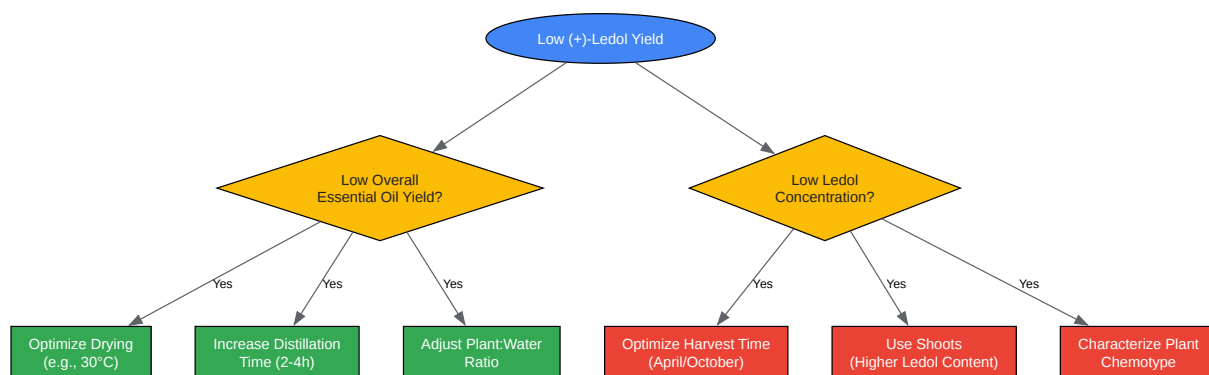 Low (+)-Ledol Yield
Low Overall
Essential Oil Yield?
Low Ledol
Concentration?
Yes
Yes
Yes
Yes
Yes
Yes
Optimize Drying
(e.g., 30°C)
Increase Distillation
Time (2-4h)
Adjust Plant:Water
Ratio
Optimize Harvest Time
(April/October)
Use Shoots
(Higher Ledol Content)
Characterize Plant
Chemotype